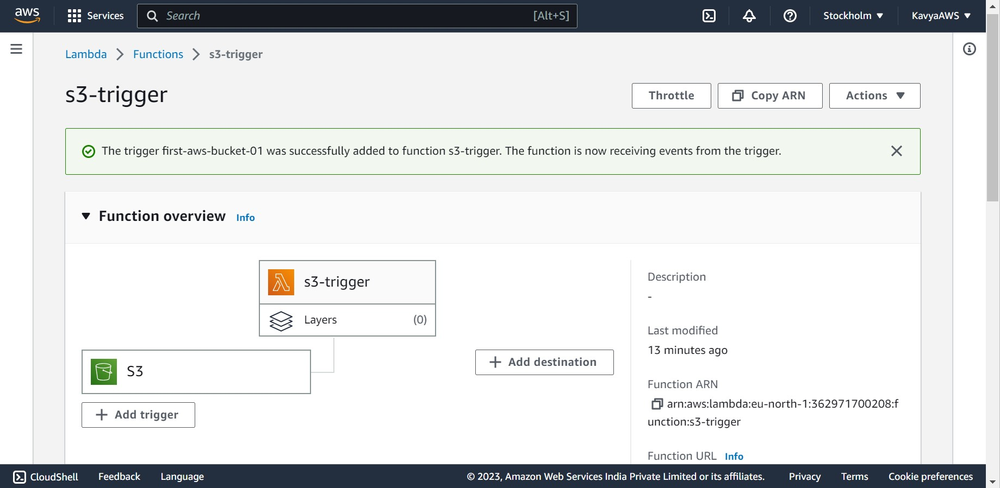 aws Services Search [Alt+S] Stockholm KavyaAWS
Lambda Functions s3-trigger
s3-trigger
Throttle Copy ARN Actions
The trigger first-aws-bucket-01 was successfully added to function s3-trigger. The function is now receiving events from the trigger.
Function overview Info
s3-trigger
Layers (0)
S3
Add trigger
Add destination
Description
-
Last modified
13 minutes ago
Function ARN
arn:aws:lambda:eu-north-1:362971700208:f
unction:s3-trigger
Function URL Info
CloudShell Feedback Language © 2023, Amazon Web Services India Private Limited or its affiliates. Privacy Terms Cookie preferences